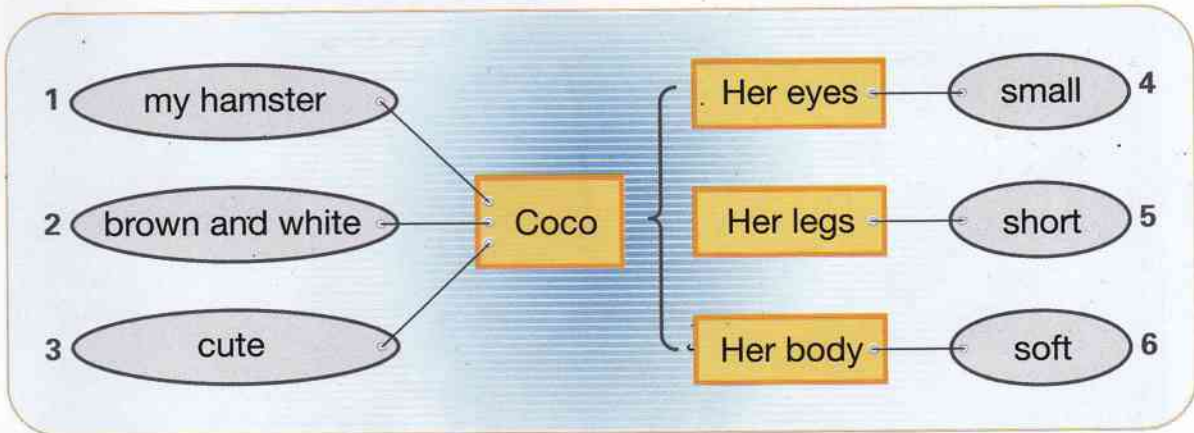 1 my hamster
2 brown and white
3 cute
Coco
Her eyes small 4
Her legs short 5
Her body soft 6